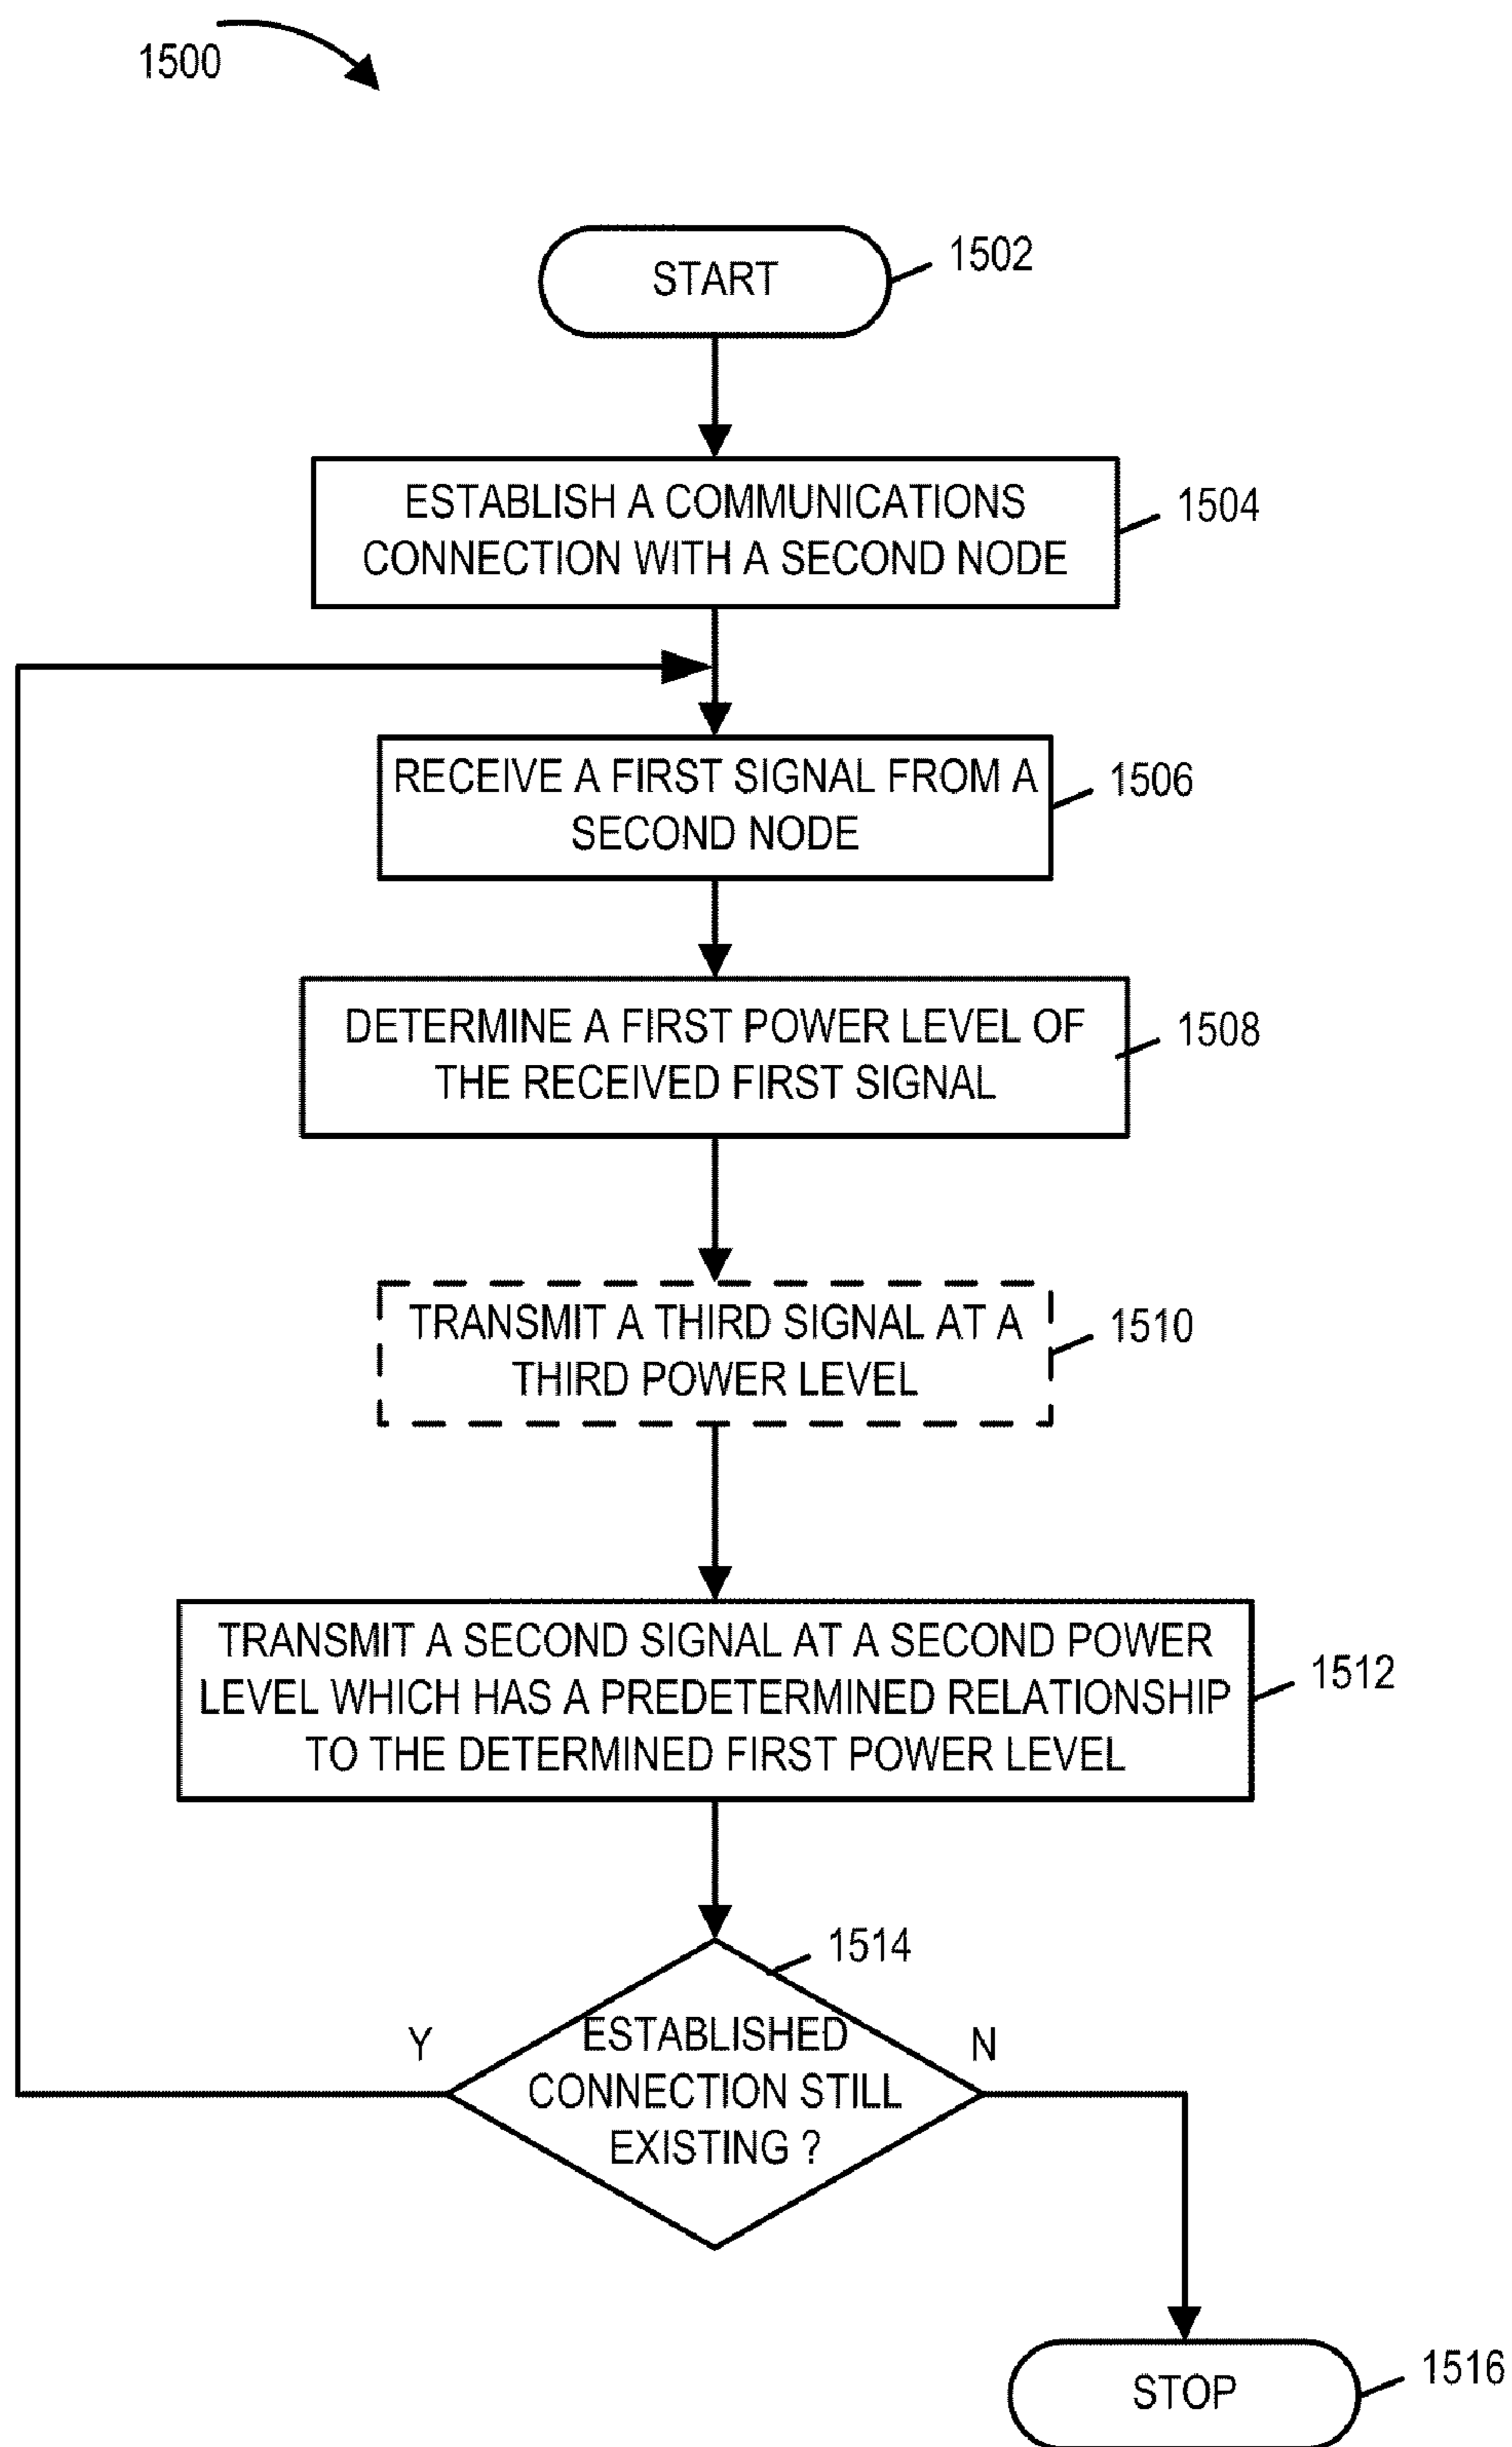 1500
START
1502
ESTABLISH A COMMUNICATIONS
CONNECTION WITH A SECOND NODE
1504
RECEIVE A FIRST SIGNAL FROM A
SECOND NODE
1506
DETERMINE A FIRST POWER LEVEL OF
THE RECEIVED FIRST SIGNAL
1508
TRANSMIT A THIRD SIGNAL AT A
THIRD POWER LEVEL
1510
TRANSMIT A SECOND SIGNAL AT A SECOND POWER
LEVEL WHICH HAS A PREDETERMINED RELATIONSHIP
TO THE DETERMINED FIRST POWER LEVEL
1512
1514
Y
ESTABLISHED
CONNECTION STILL
EXISTING ?
N
STOP
1516